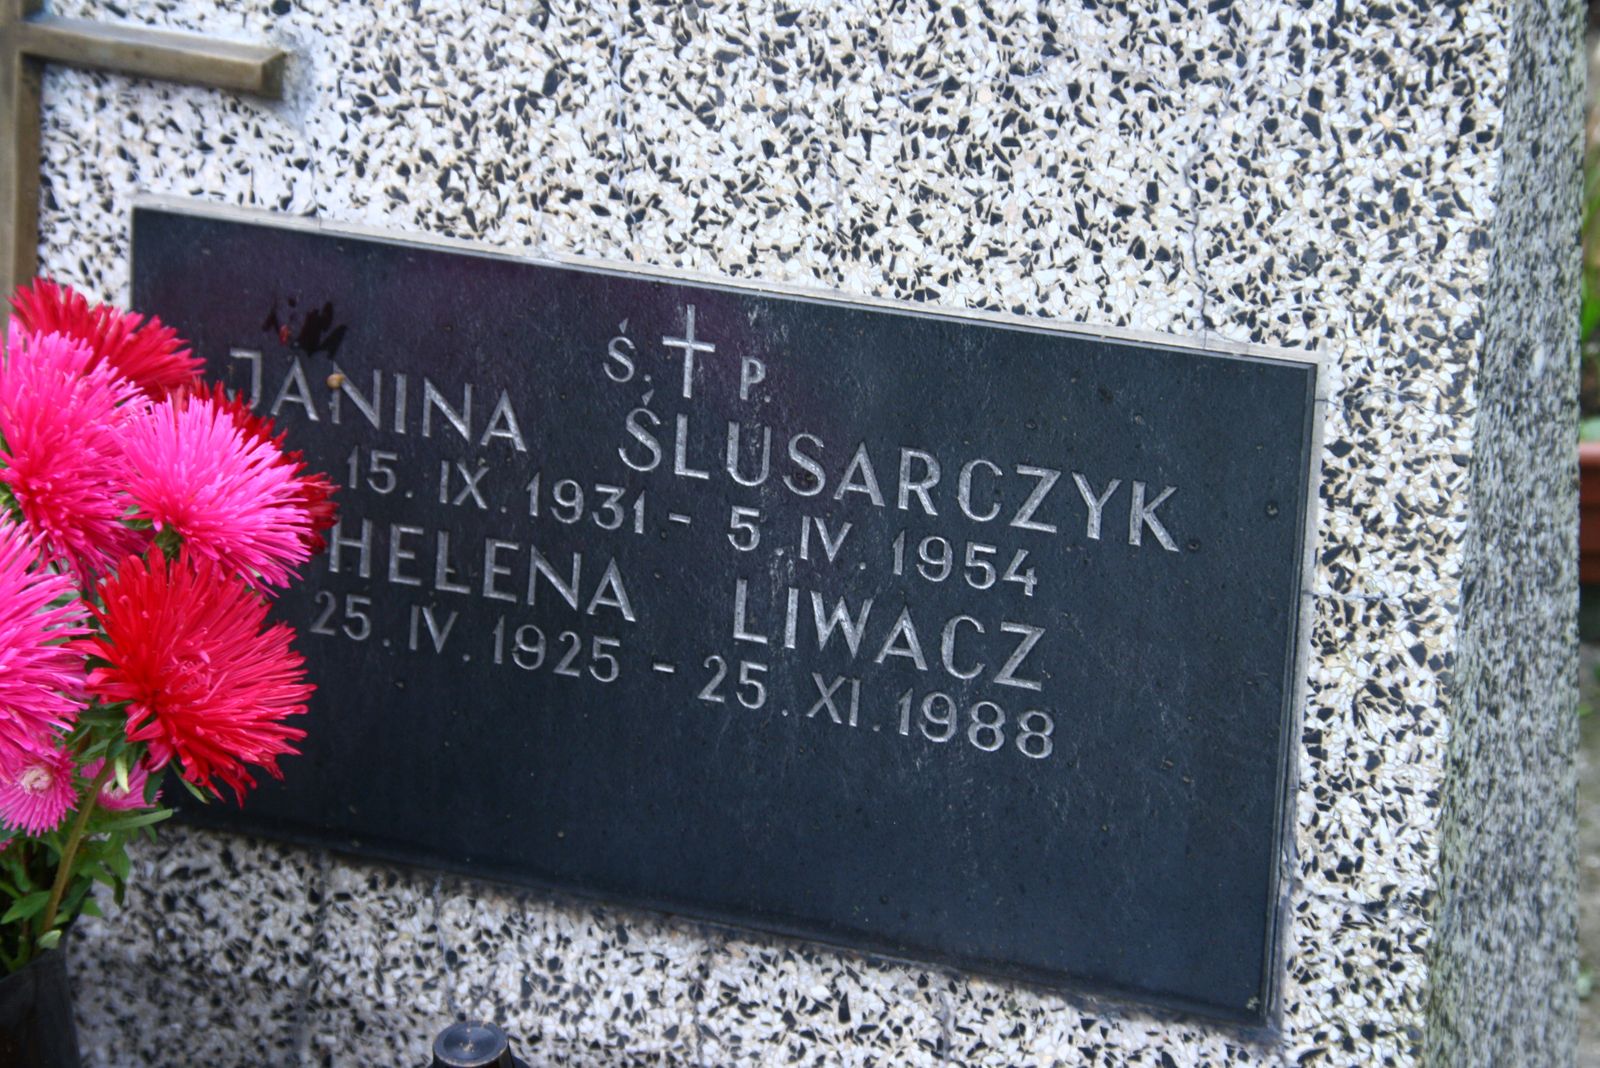 Ś. † P.
JANINA ŚLUSARCZYK
15. IX. 1931 - 5. IV. 1954
HELENA LIWACZ
25. IV. 1925 - 25. XI. 1988